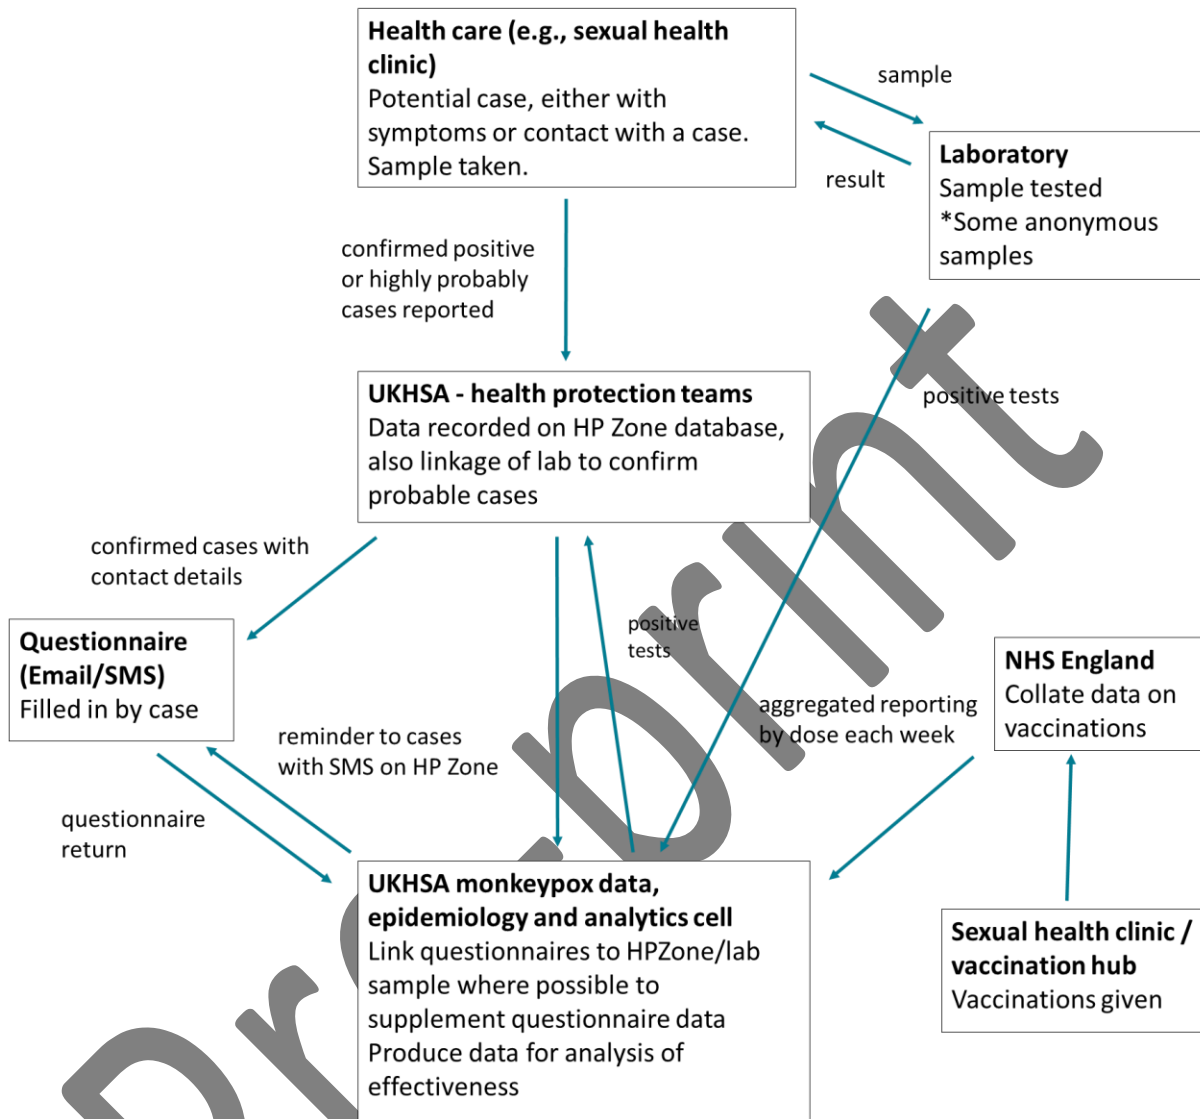 Health care (e.g., sexual health
clinic)
Potential case, either with
symptoms or contact with a case.
Sample taken.
sample
result
Laboratory
Sample tested
*Some anonymous
samples
confirmed positive
or highly probably
cases reported
positive tests
UKHSA - health protection teams
Data recorded on HP Zone database,
also linkage of lab to confirm
probable cases
confirmed cases with
contact details
positive
tests
Questionnaire
(Email/SMS)
Filled in by case
reminder to cases
with SMS on HP Zone
questionnaire
return
aggregated reporting
by dose each week
NHS England
Collate data on
vaccinations
UKHSA monkeypox data,
epidemiology and analytics cell
Link questionnaires to HPZone/lab
sample where possible to
supplement questionnaire data
Produce data for analysis of
effectiveness
Sexual health clinic /
vaccination hub
Vaccinations given
Preprint